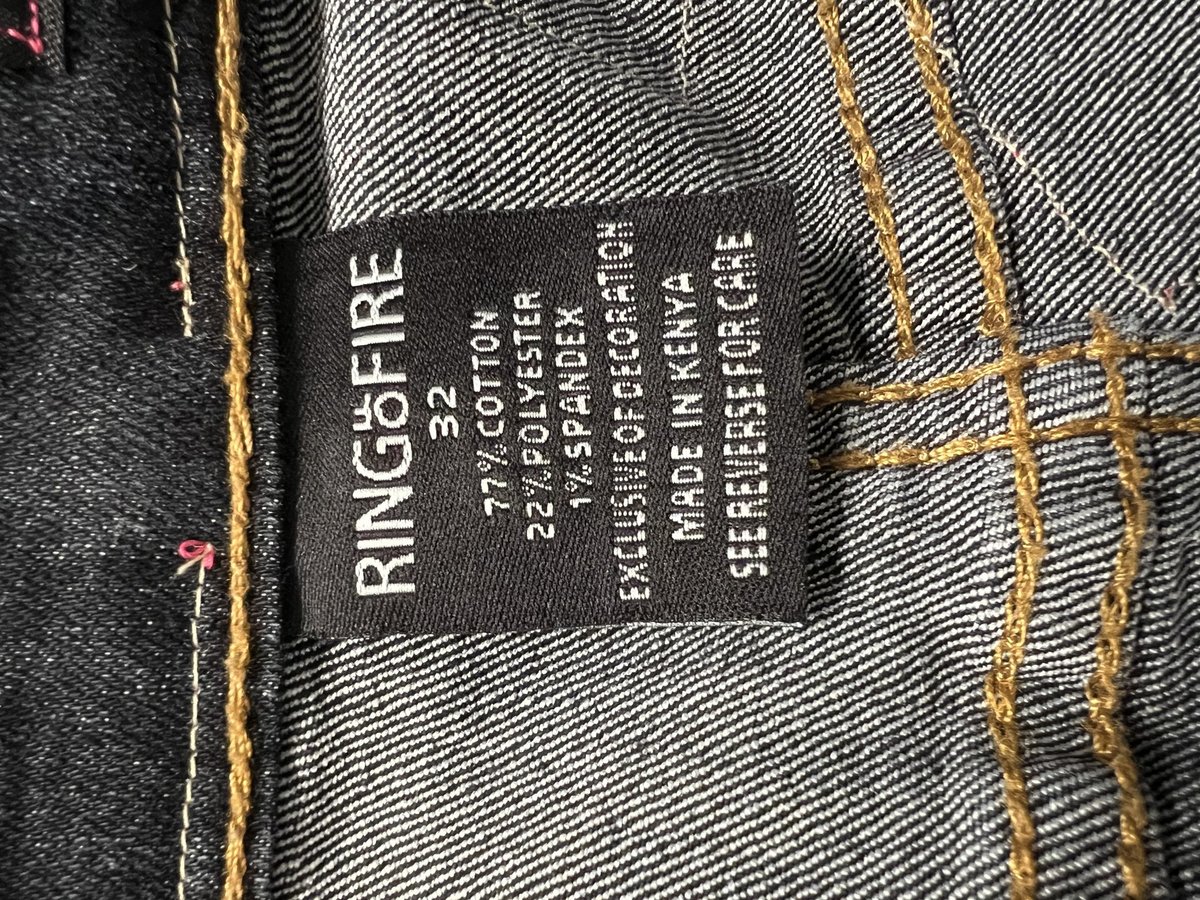 RING OF FIRE
32
77% COTTON
22% POLYESTER
1% SPANDEX
EXCLUSIVE OF DECORATION
MADE IN KENYA
SEE REVERSE FOR CARE